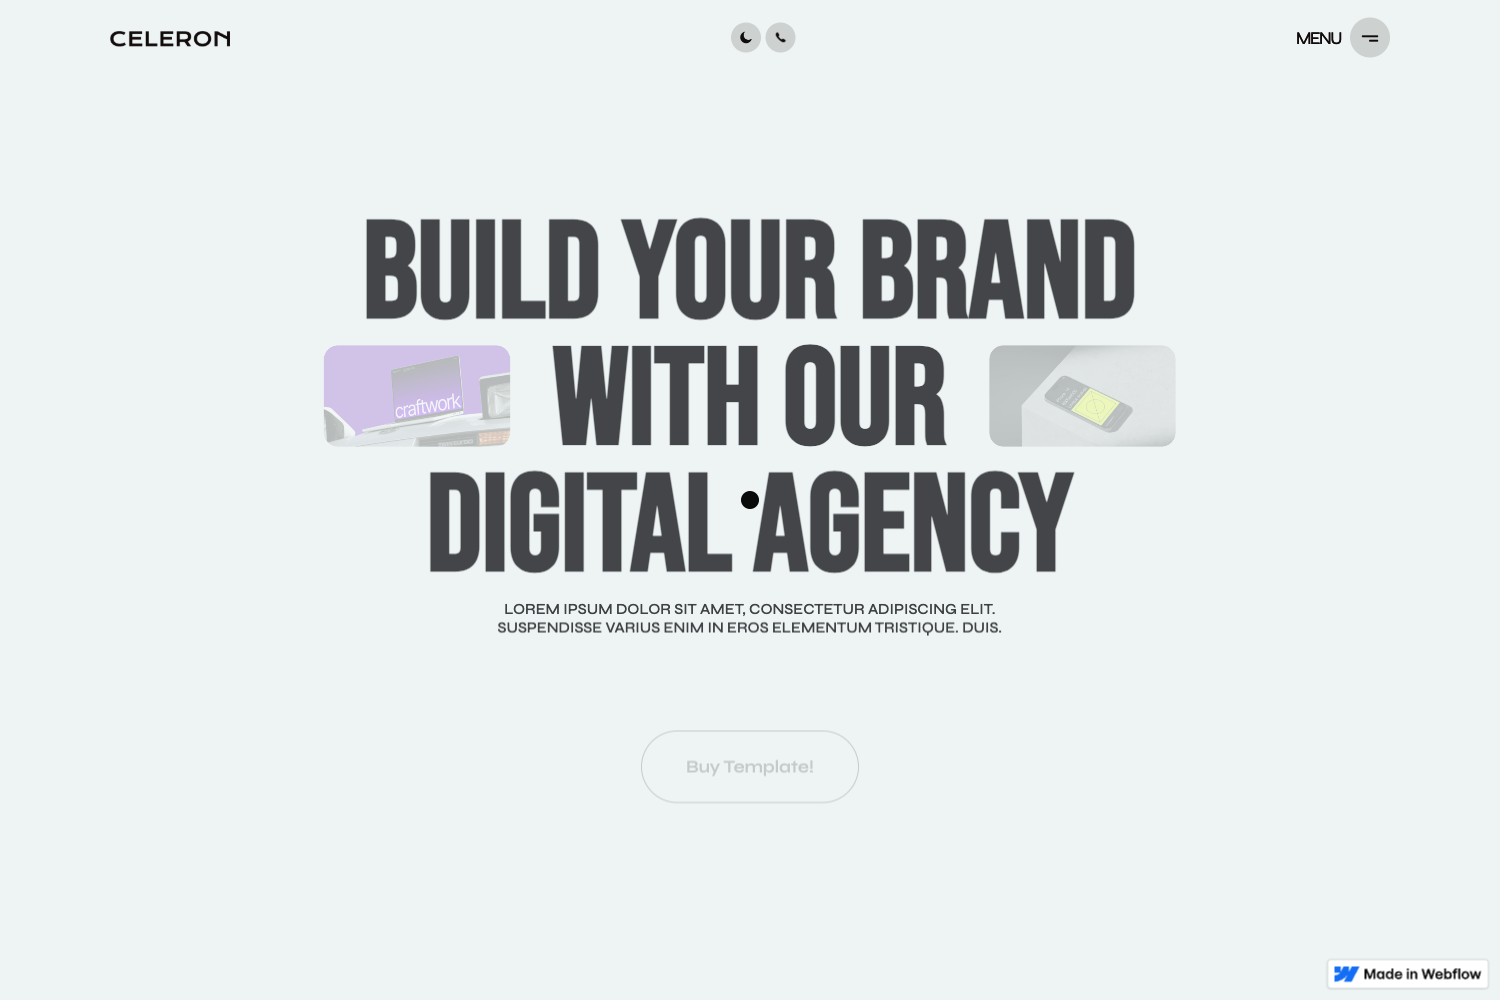 CELERON
MENU
BUILD YOUR BRAND
WITH OUR
craftwork
DIGITAL AGENCY
LOREM IPSUM DOLOR SIT AMET, CONSECTETUR ADIPISCING ELIT.
SUSPENDISSE VARIUS ENIM IN EROS ELEMENTUM TRISTIQUE. DUIS.
Buy Template!
Made in Webflow